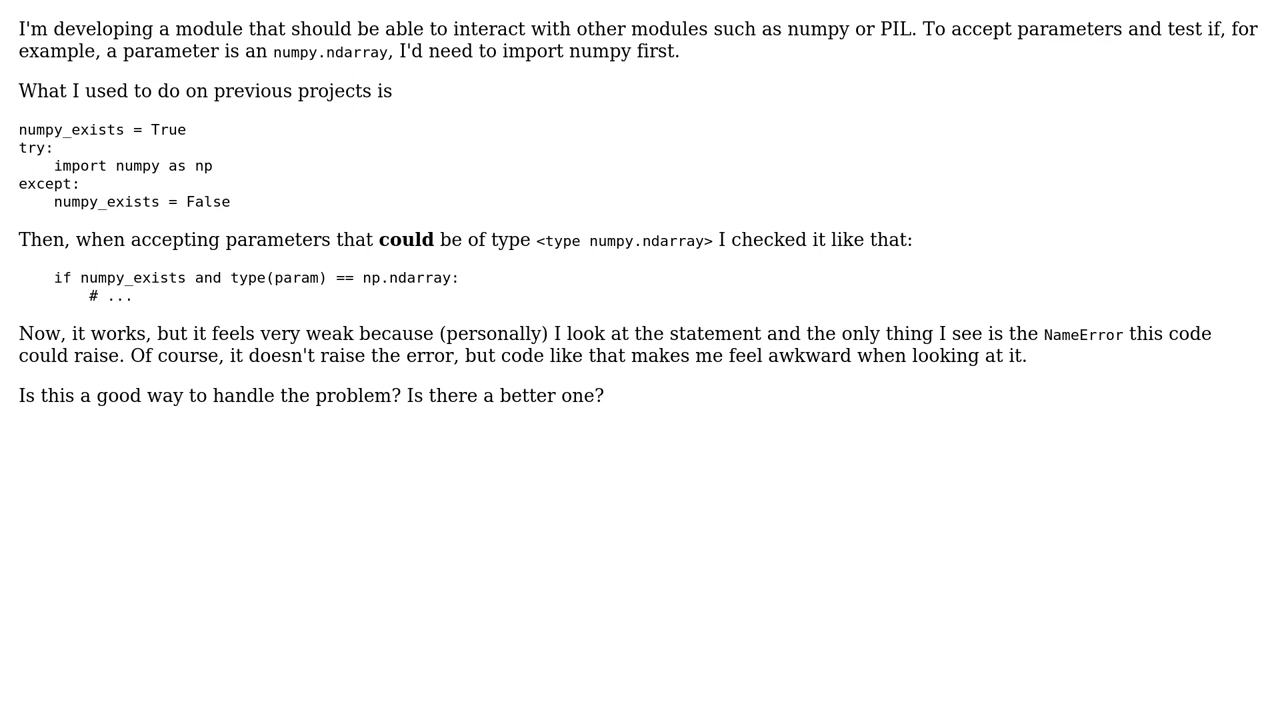 I'm developing a module that should be able to interact with other modules such as numpy or PIL. To accept parameters and test if, for
example, a parameter is an numpy.ndarray, I'd need to import numpy first.
What I used to do on previous projects is
numpy_exists = True
try:
    import numpy as np
except:
    numpy_exists = False
Then, when accepting parameters that could be of type <type numpy.ndarray> I checked it like that:
    if numpy_exists and type(param) == np.ndarray:
        # ...
Now, it works, but it feels very weak because (personally) I look at the statement and the only thing I see is the NameError this code
could raise. Of course, it doesn't raise the error, but code like that makes me feel awkward when looking at it.
Is this a good way to handle the problem? Is there a better one?